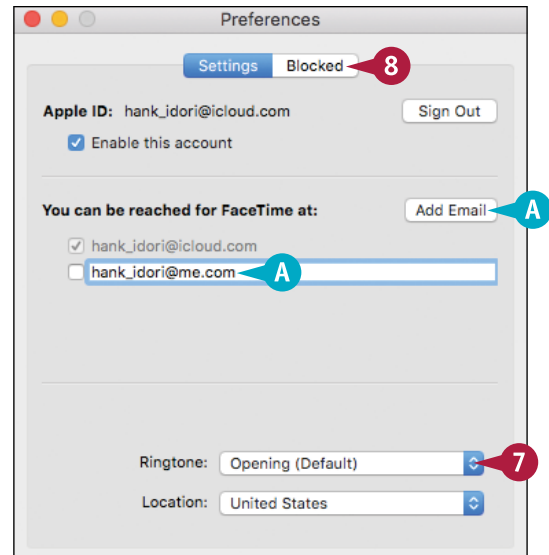 Preferences
Settings Blocked 8
Apple ID: hank_idori@icloud.com Sign Out
Enable this account
You can be reached for FaceTime at: Add Email A
hank_idori@icloud.com
hank_idori@me.com A
Ringtone: Opening (Default) 7
Location: United States